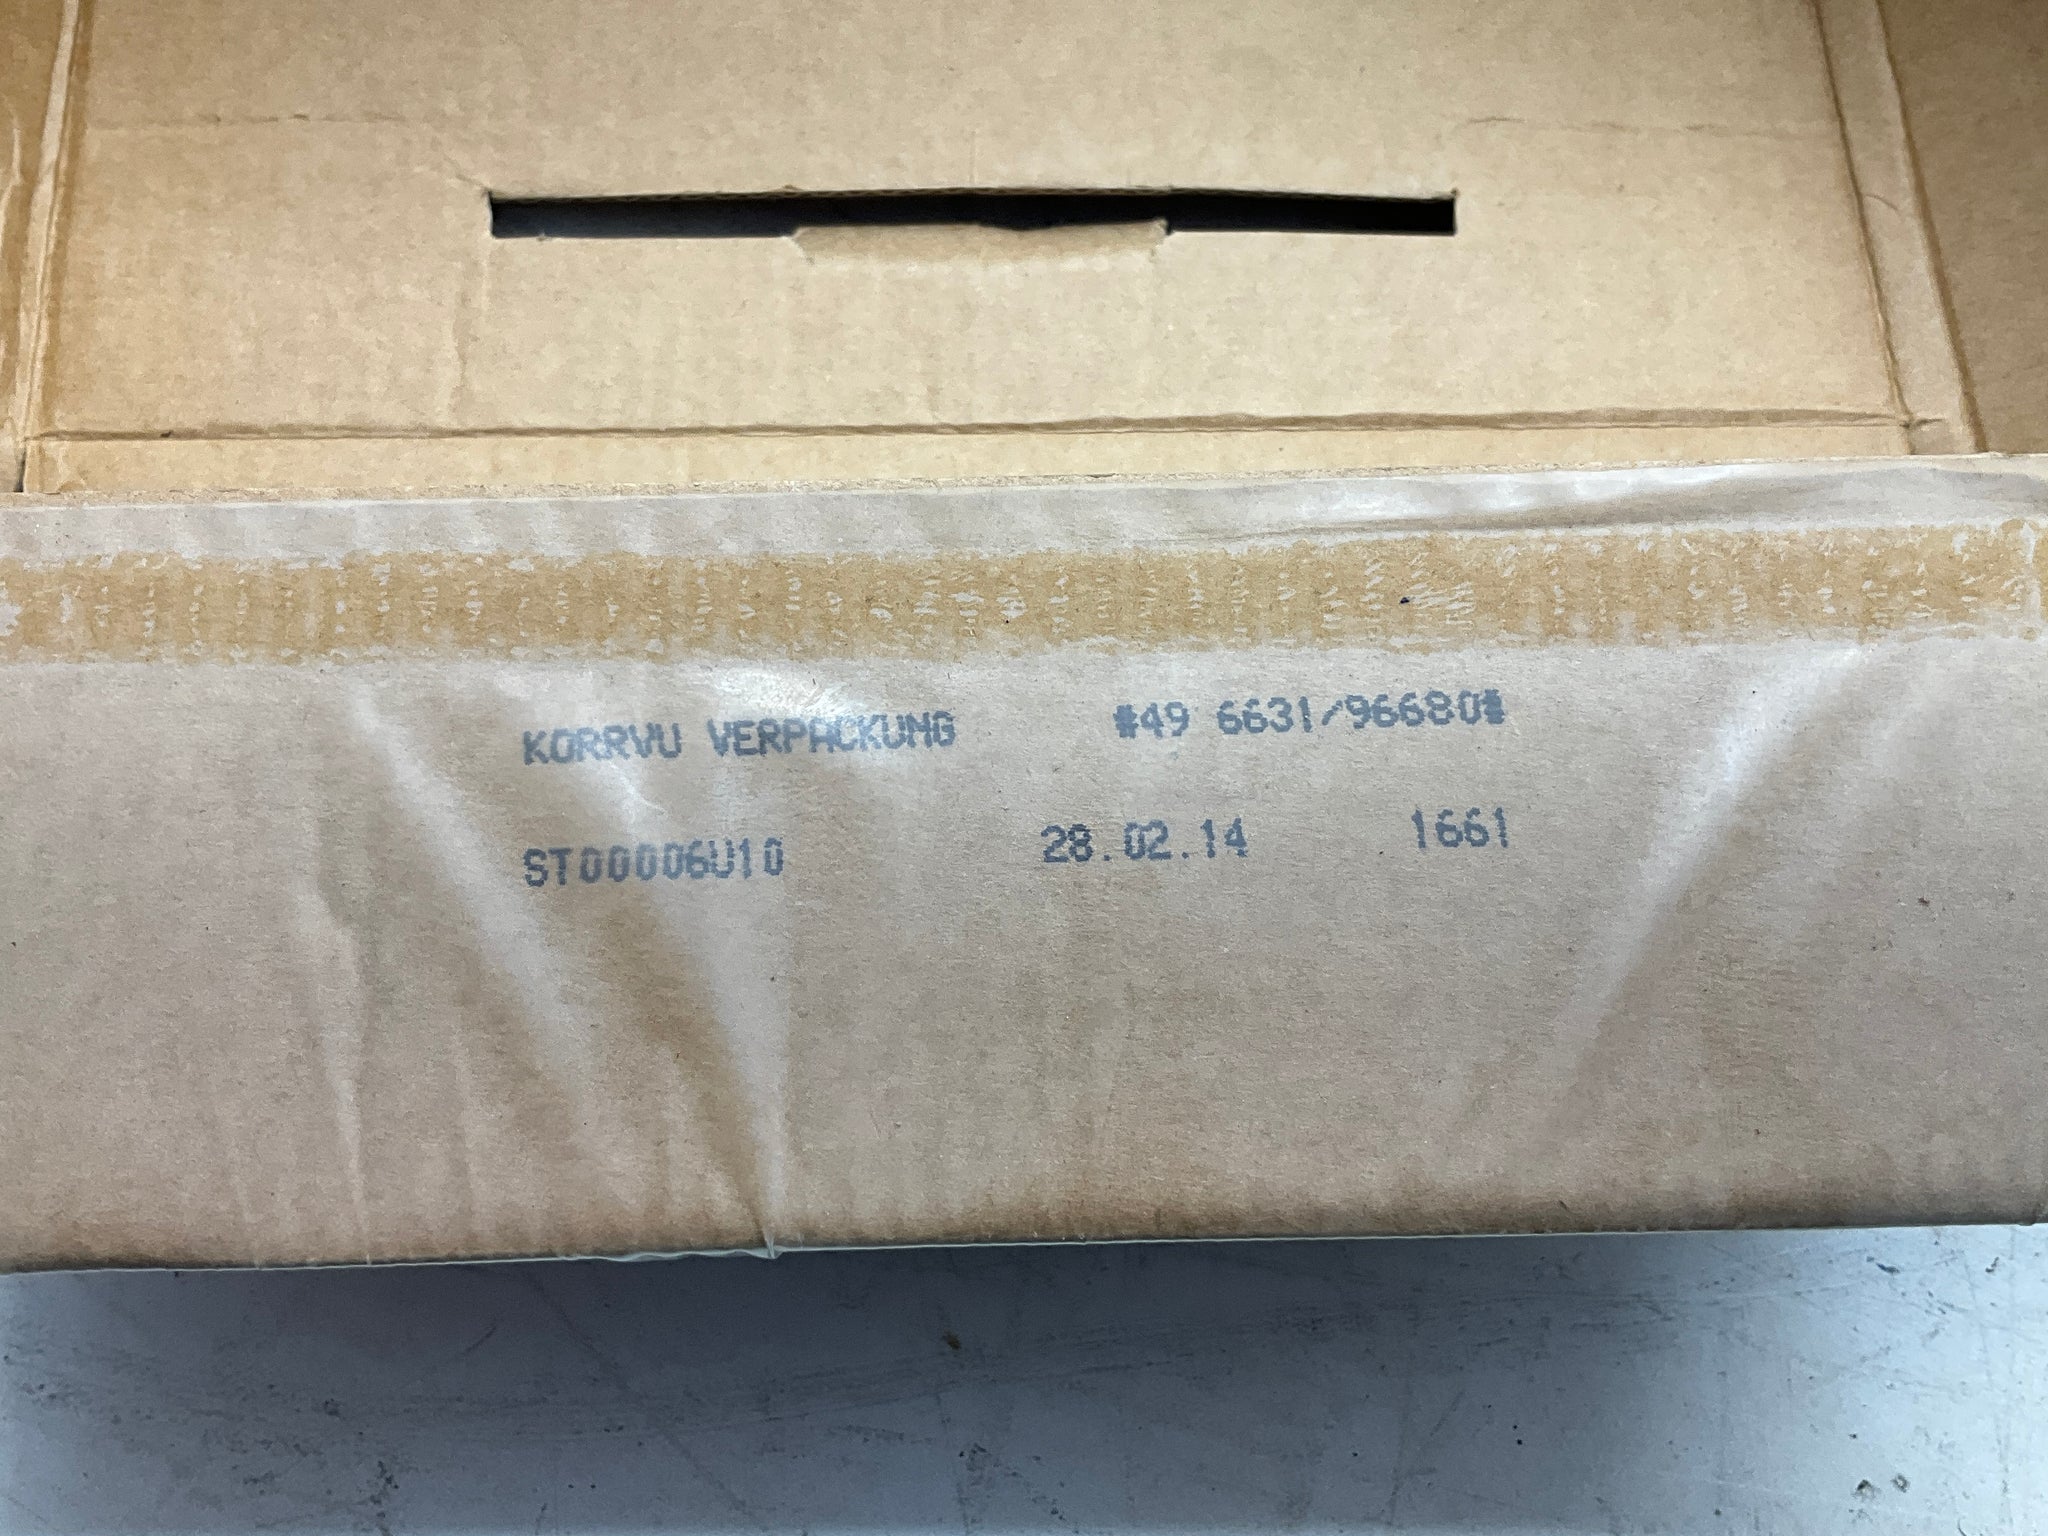 KORRVU VERPACKUNG #49 6631/96680#
ST00006U10 28.02.14 1661